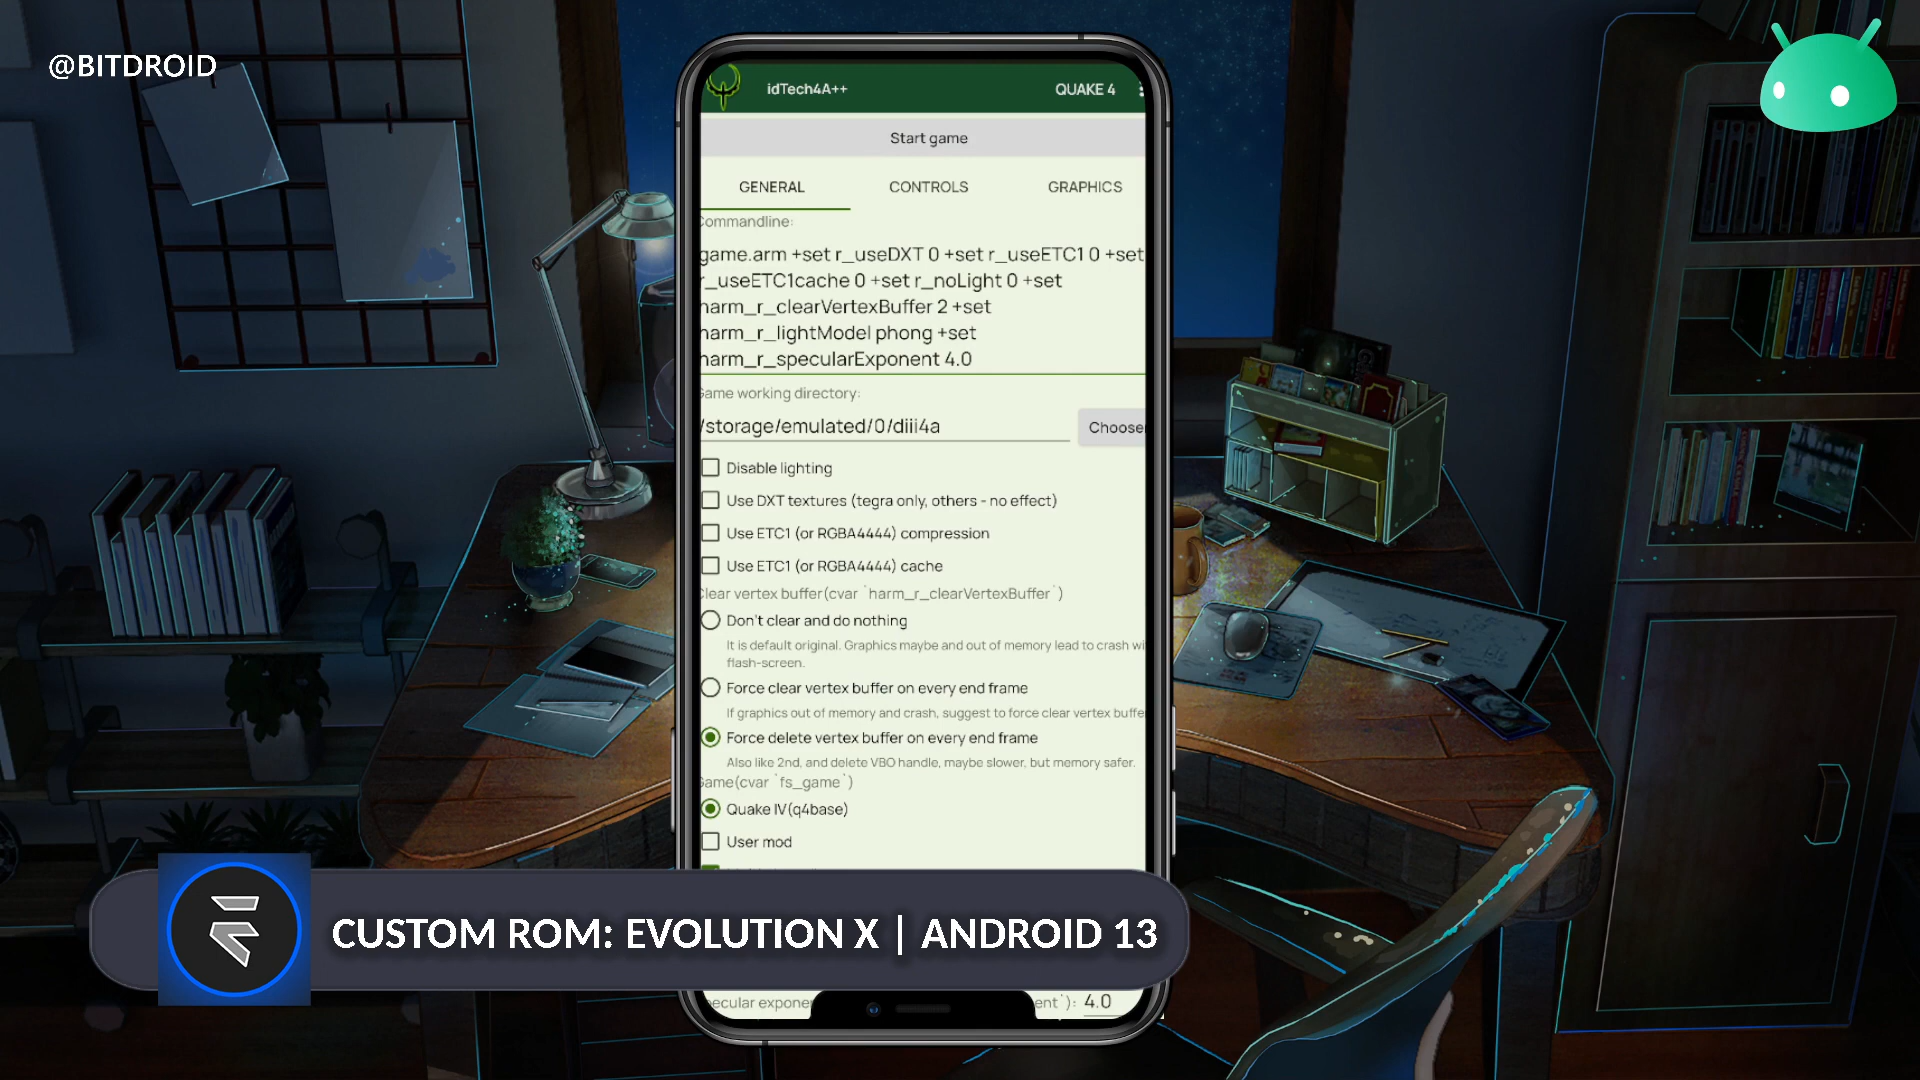 @BITDROID
idTech4A++ QUAKE 4
Start game
GENERAL CONTROLS GRAPHICS
Commandline:
game.arm +set r_useDXT 0 +set r_useETC1 0 +set
r_useETC1cache 0 +set r_noLight 0 +set
harm_r_clearVertexBuffer 2 +set
harm_r_lightModel phong +set
harm_r_specularExponent 4.0
Game working directory:
/storage/emulated/0/diii4a Choose
Disable lighting
Use DXT textures (tegra only, others - no effect)
Use ETC1 (or RGBA4444) compression
Use ETC1 (or RGBA4444) cache
Clear vertex buffer(cvar `harm_r_clearVertexBuffer`)
Don't clear and do nothing
It is default original. Graphics maybe and out of memory lead to crash wi
flash-screen.
Force clear vertex buffer on every end frame
If graphics out of memory and crash, suggest to force clear vertex buffe
Force delete vertex buffer on every end frame
Also like 2nd, and delete VBO handle, maybe slower, but memory safer.
Game(cvar `fs_game`)
Quake IV(q4base)
User mod
CUSTOM ROM: EVOLUTION X | ANDROID 13
pecular expone ent`): 4.0